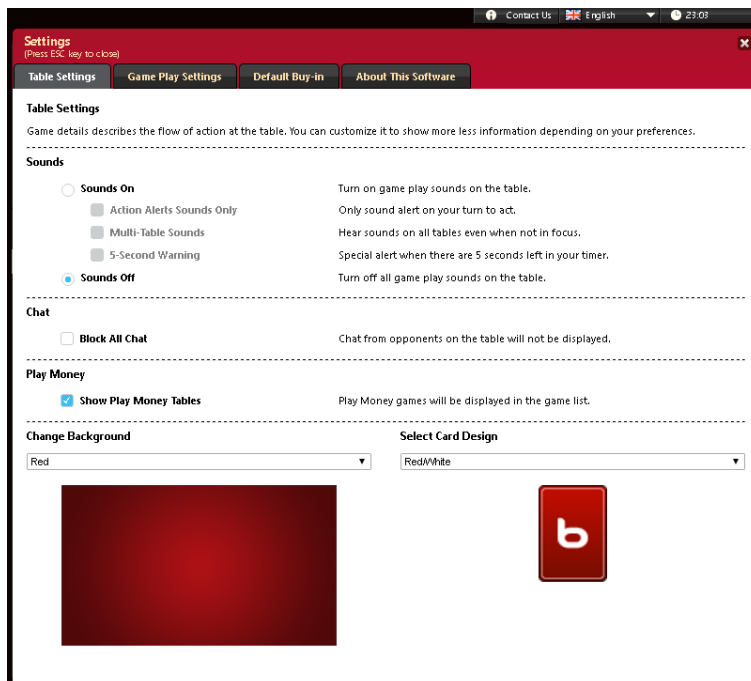 Contact Us English 23:03
Settings
(Press ESC key to close)
Table Settings Game Play Settings Default Buy-in About This Software
Table Settings
Game details describes the flow of action at the table. You can customize it to show more less information depending on your preferences.
Sounds
Sounds On Turn on game play sounds on the table.
Action Alerts Sounds Only Only sound alert on your turn to act.
Multi-Table Sounds Hear sounds on all tables even when not in focus.
5-Second Warning Special alert when there are 5 seconds left in your timer.
Sounds Off Turn off all game play sounds on the table.
Chat
Block All Chat Chat from opponents on the table will not be displayed.
Play Money
Show Play Money Tables Play Money games will be displayed in the game list.
Change Background Select Card Design
Red Red/White
b